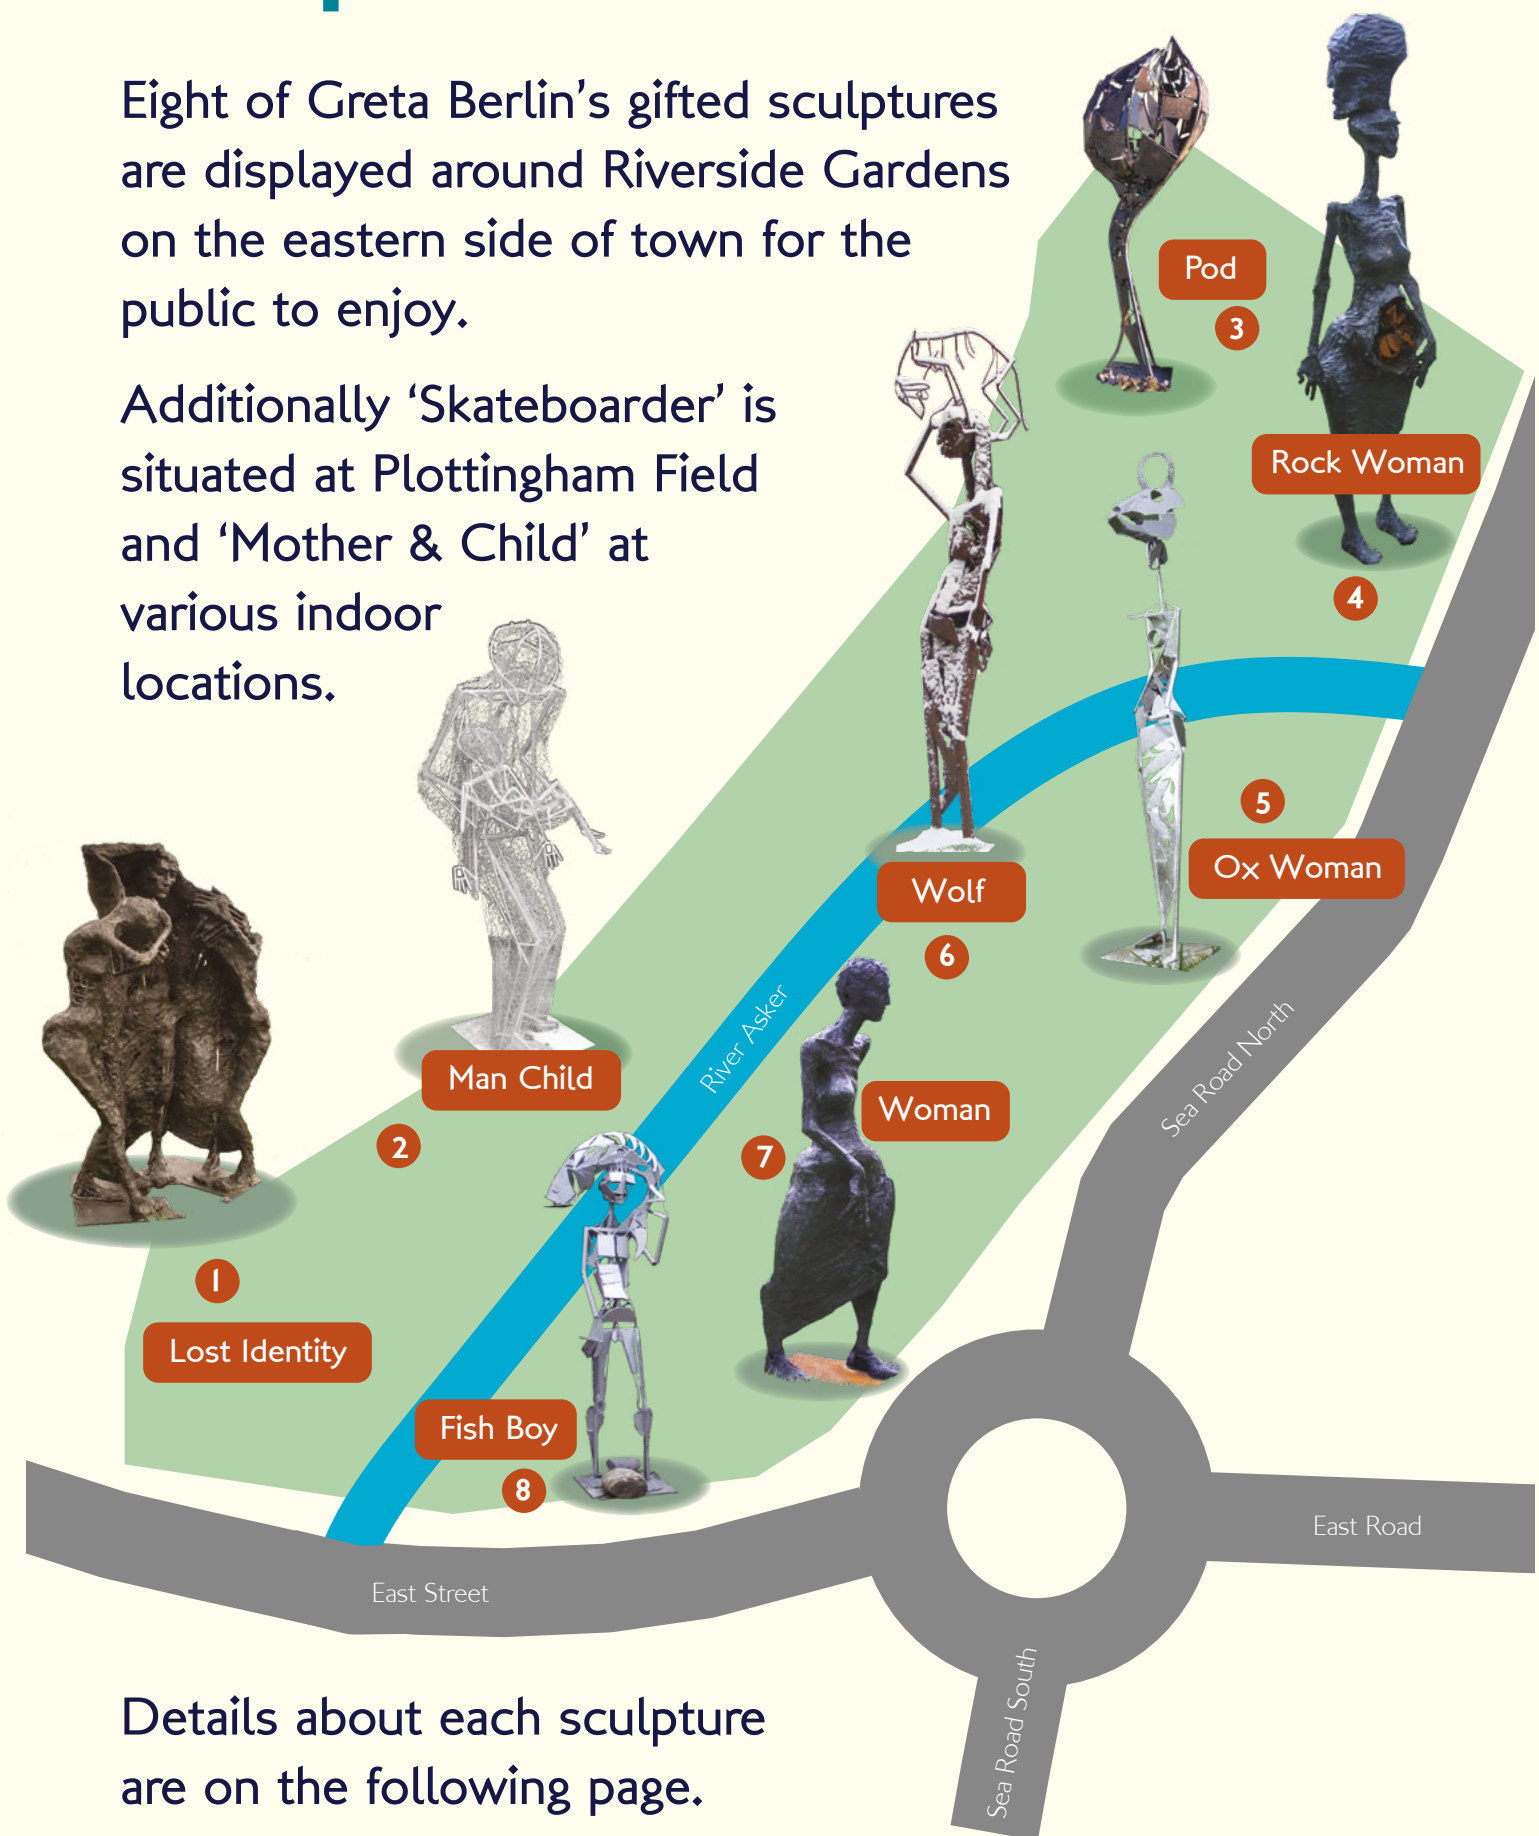 Eight of Greta Berlin’s gifted sculptures
are displayed around Riverside Gardens
on the eastern side of town for the
public to enjoy.
Additionally ‘Skateboarder’ is
situated at Plottingham Field
and ‘Mother & Child’ at
various indoor
locations.
Pod
3
Rock Woman
4
5
Ox Woman
Wolf
6
River Asker
Sea Road North
Man Child
2
Woman
7
1
Lost Identity
Fish Boy
8
East Road
East Street
Sea Road South
Details about each sculpture
are on the following page.